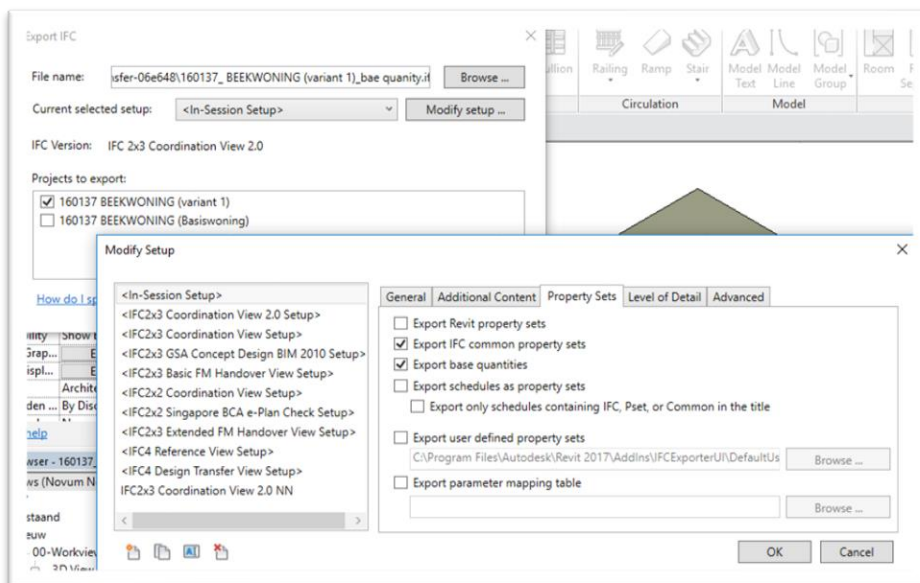 Export IFC
File name: ısfer-06e648\160137_ BEEKWONING (variant 1)_bae quanity.if Browse ...
Current selected setup: <In-Session Setup> Modify setup ...
IFC Version: IFC 2x3 Coordination View 2.0
Projects to export:
160137 BEEKWONING (variant 1)
160137 BEEKWONING (Basiswoning)
How do I sp
Railing Ramp Stair Model Text Model Line Model Group Room
Circulation Model
Modify Setup
<In-Session Setup>
<IFC2x3 Coordination View 2.0 Setup>
<IFC2x3 Coordination View Setup>
<IFC2x3 GSA Concept Design BIM 2010 Setup>
<IFC2x3 Basic FM Handover View Setup>
<IFC2x2 Coordination View Setup>
<IFC2x2 Singapore BCA e-Plan Check Setup>
<IFC2x3 Extended FM Handover View Setup>
<IFC4 Reference View Setup>
<IFC4 Design Transfer View Setup>
IFC2x3 Coordination View 2.0 NN
General Additional Content Property Sets Level of Detail Advanced
Export Revit property sets
Export IFC common property sets
Export base quantities
Export schedules as property sets
Export only schedules containing IFC, Pset, or Common in the title
Export user defined property sets
C:\Program Files\Autodesk\Revit 2017\AddIns\IFCExporterUI\DefaultUs Browse ...
Export parameter mapping table
Browse ...
OK Cancel
Grap...
ispl...
Archite
den ... By Disc
help
wser - 160137_
ws (Novum N
staand
euw
00-Workview
3D View